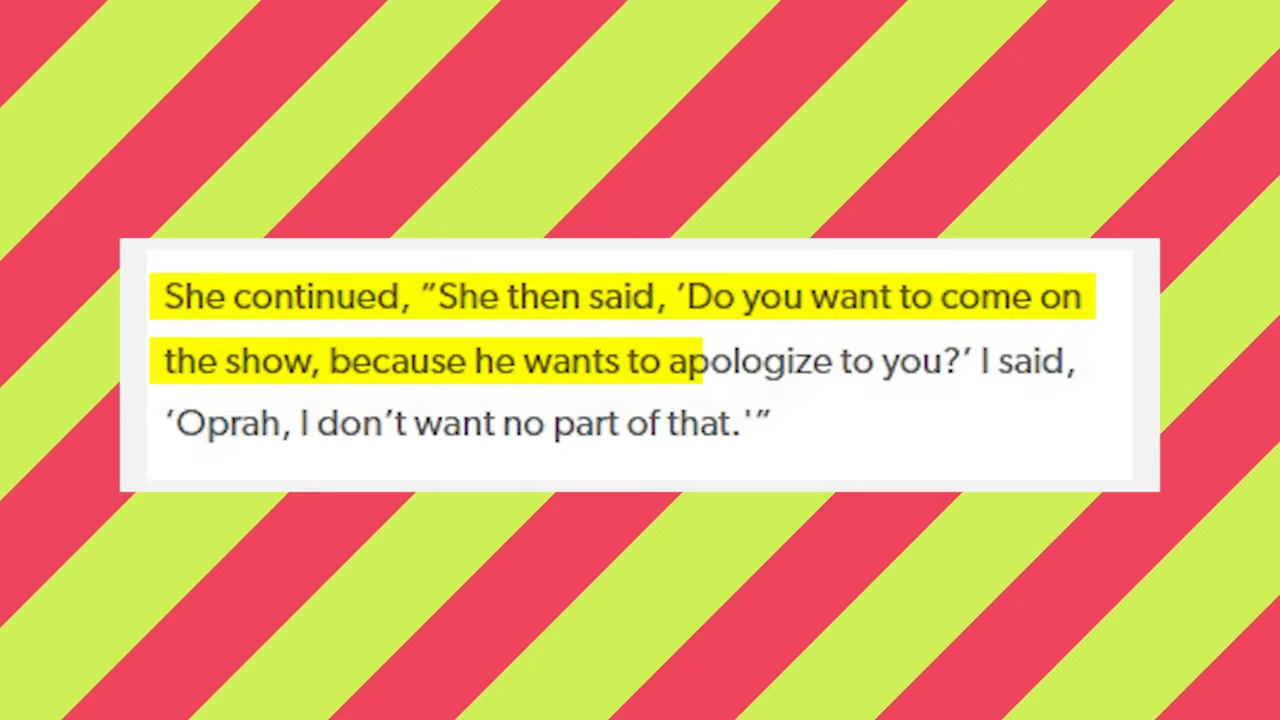 She continued, ”She then said, ’Do you want to come on
the show, because he wants to apologize to you?’ I said,
‘Oprah, I don’t want no part of that.'”